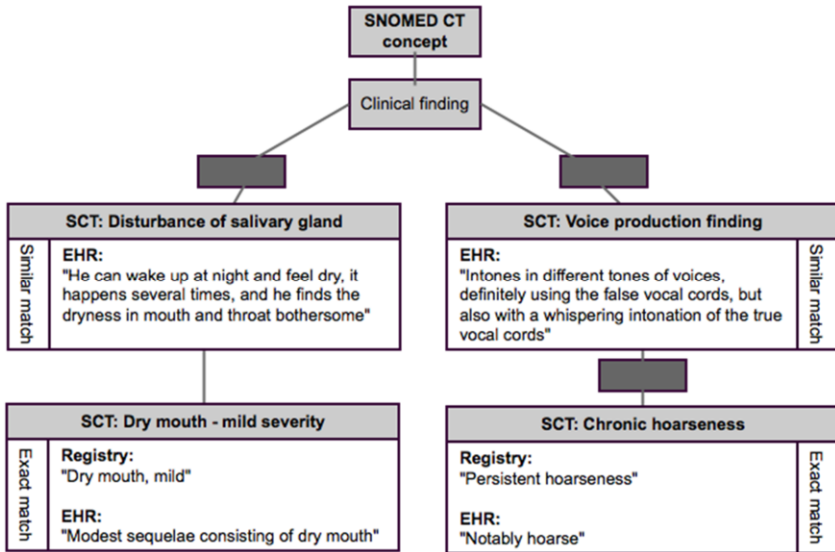 SNOMED CT
concept
Clinical finding
SCT: Disturbance of salivary gland
Similar match
EHR:
"He can wake up at night and feel dry, it
happens several times, and he finds the
dryness in mouth and throat bothersome"
SCT: Voice production finding
EHR:
"Intones in different tones of voices,
definitely using the false vocal cords, but
also with a whispering intonation of the true
vocal cords"
Similar match
SCT: Dry mouth - mild severity
Exact match
Registry:
"Dry mouth, mild"
EHR:
"Modest sequelae consisting of dry mouth"
SCT: Chronic hoarseness
Registry:
"Persistent hoarseness"
EHR:
"Notably hoarse"
Exact match